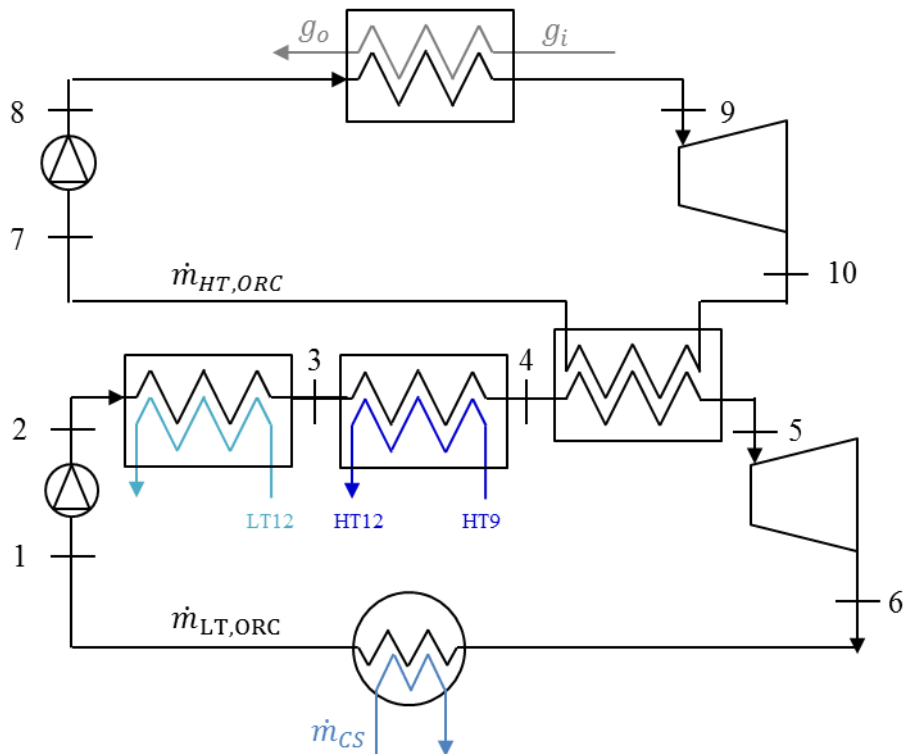 g_o
g_i
8
9
7
ṁ_HT,ORC
10
3
4
2
5
LT12
HT12
HT9
1
ṁ_LT,ORC
6
ṁ_CS